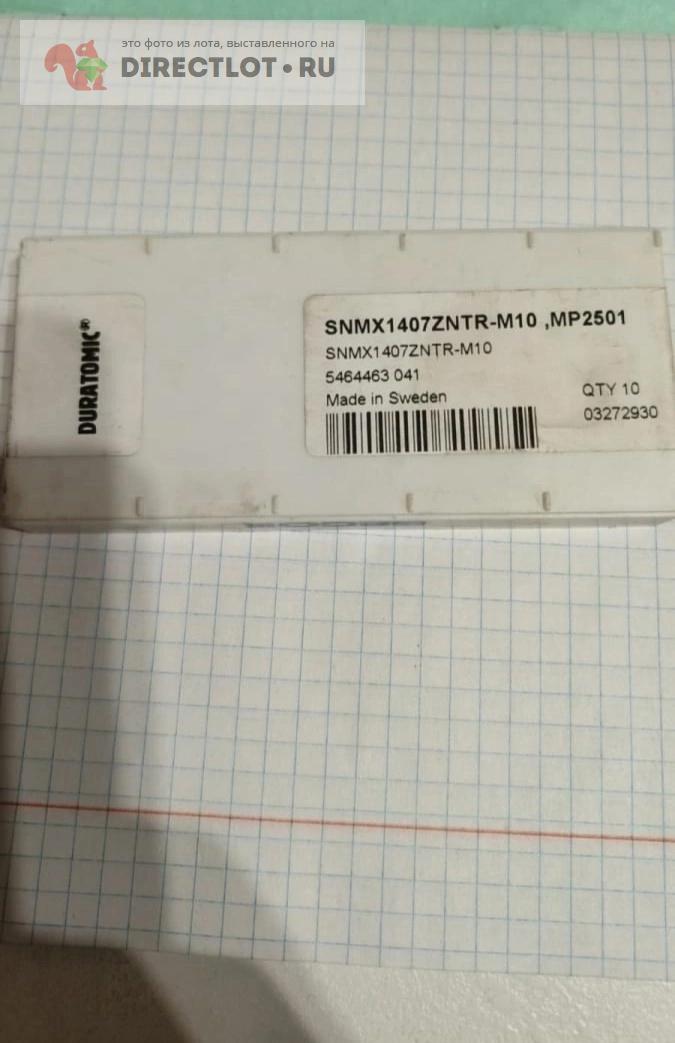 это фото из лота, выставленного на
DIRECTLOT•RU
DURATOMIC®
SNMX1407ZNTR-M10 ,MP2501
SNMX1407ZNTR-M10
5464463 041
Made in Sweden
QTY 10
03272930